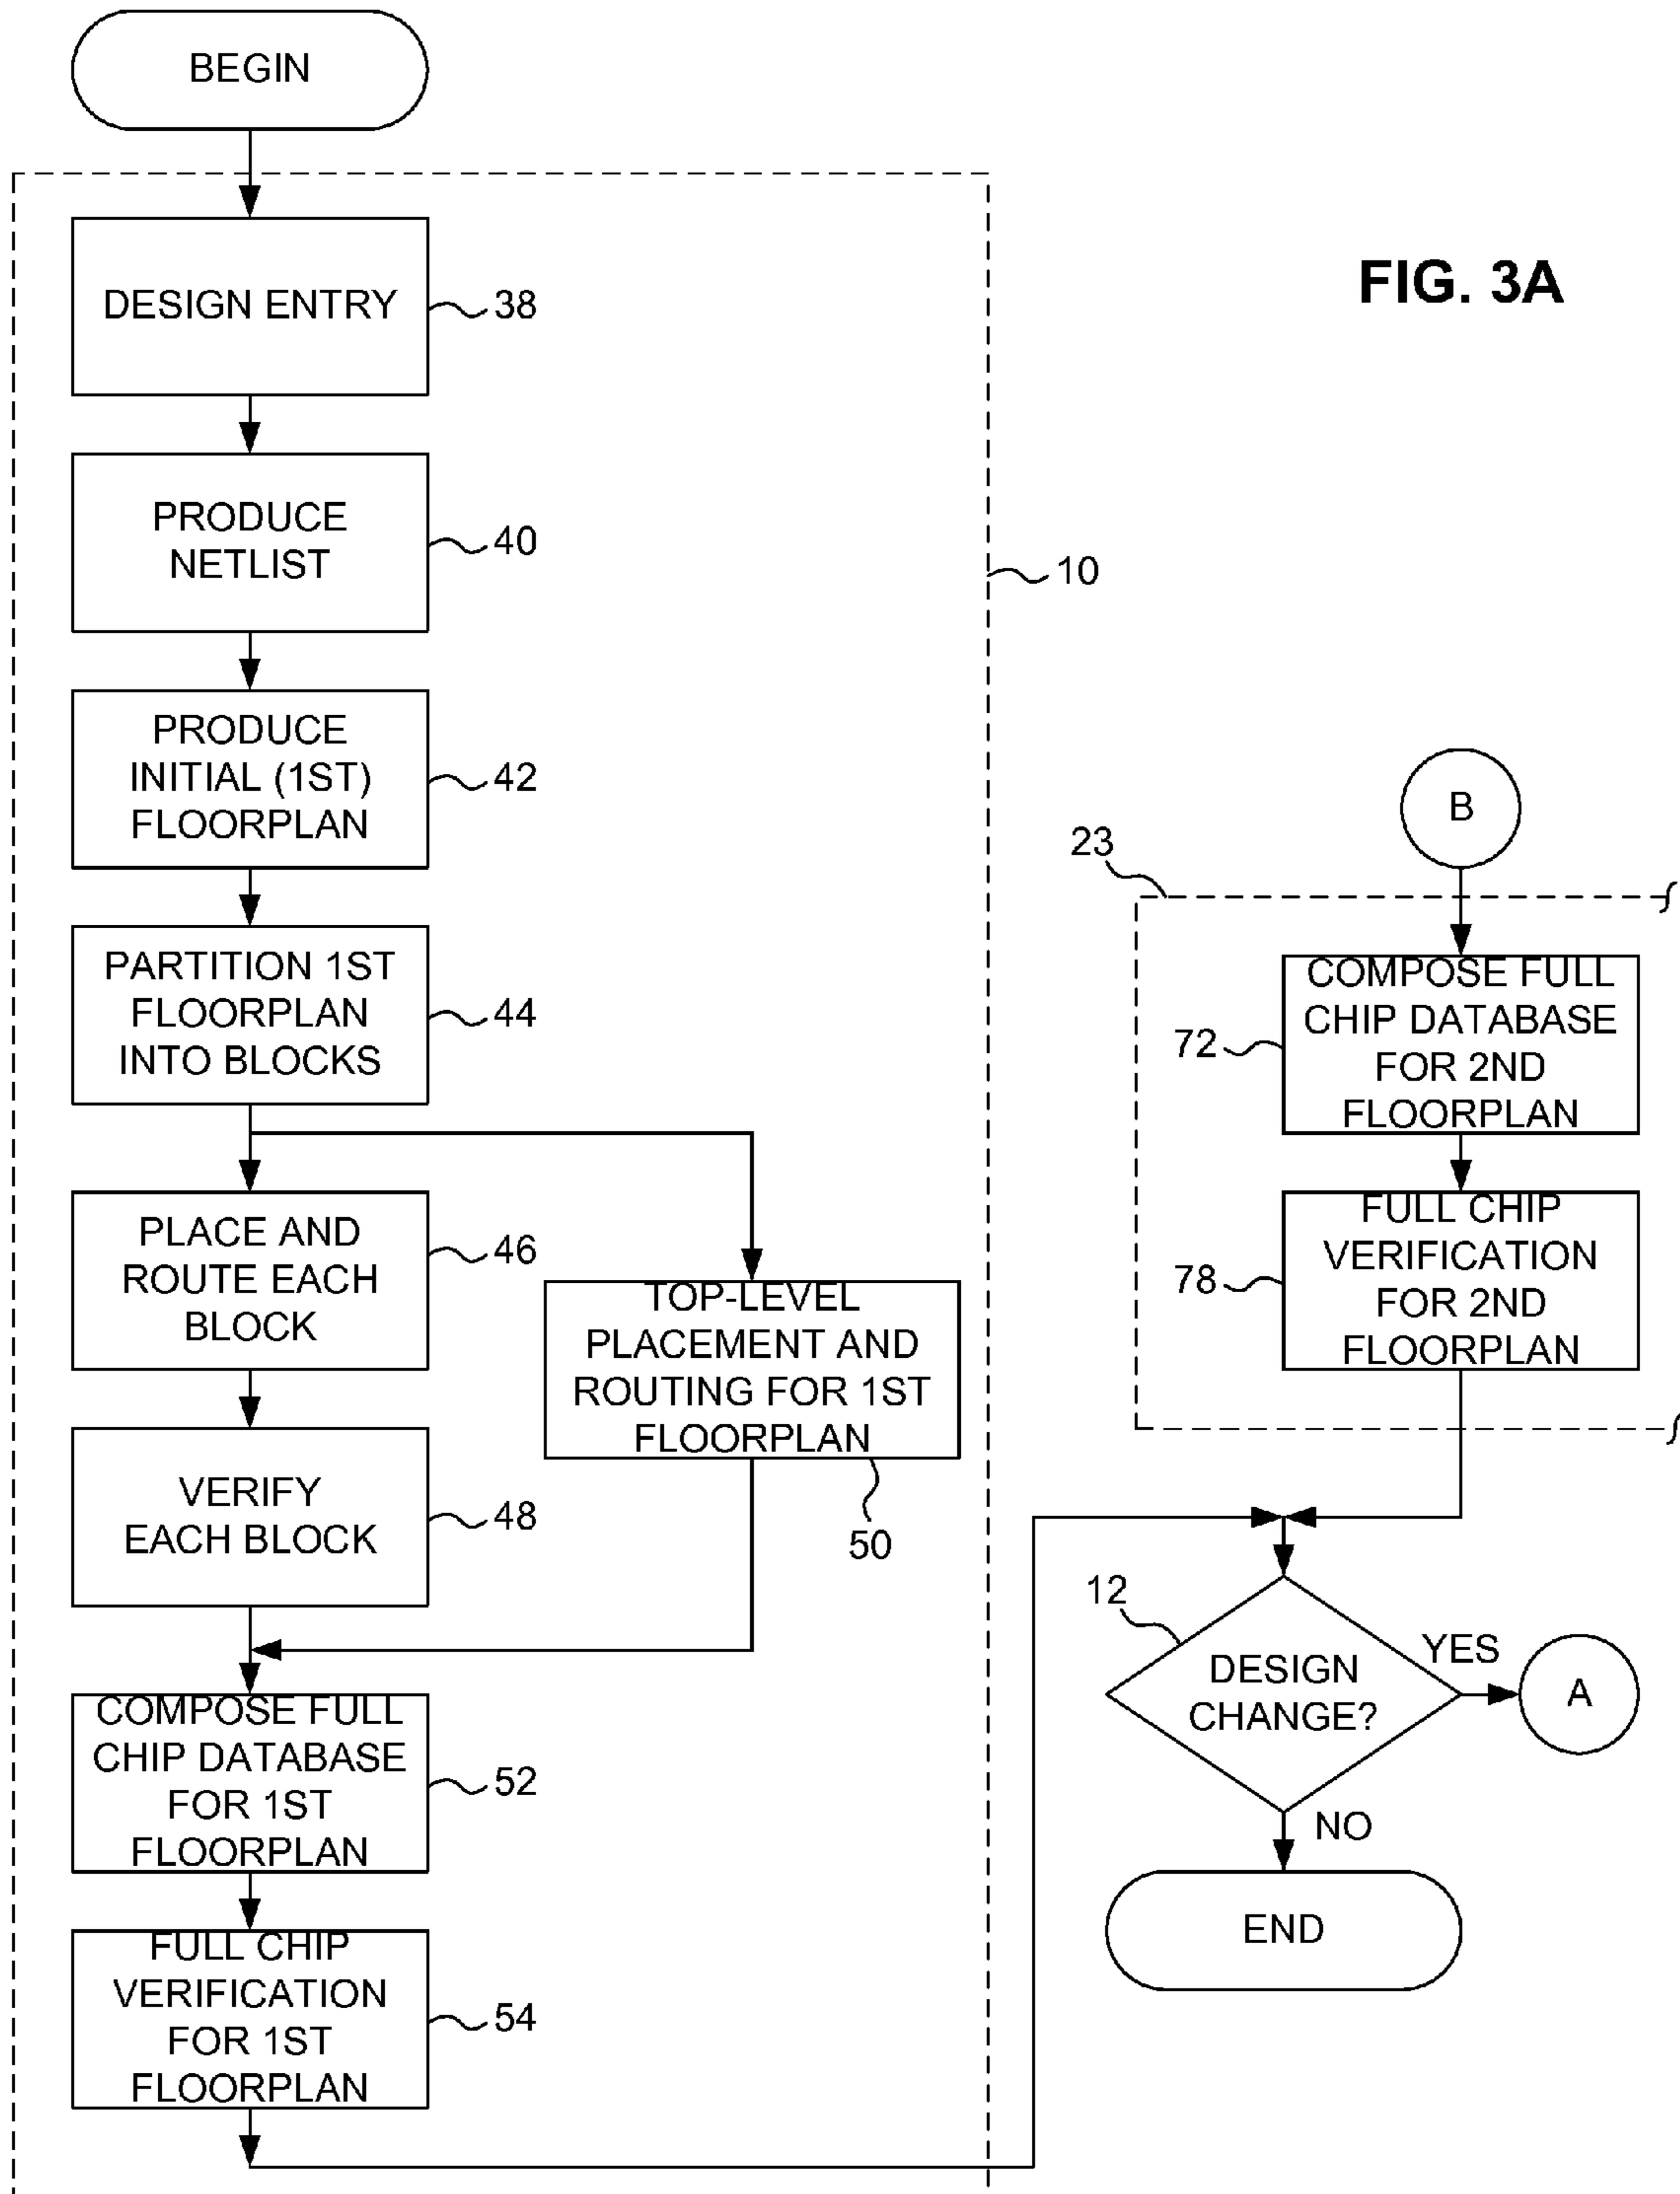 BEGIN
FIG. 3A
DESIGN ENTRY
38
PRODUCE
NETLIST
40
10
PRODUCE
INITIAL (1ST)
FLOORPLAN
42
PARTITION 1ST
FLOORPLAN
INTO BLOCKS
44
PLACE AND
ROUTE EACH
BLOCK
46
TOP-LEVEL
PLACEMENT AND
ROUTING FOR 1ST
FLOORPLAN
50
VERIFY
EACH BLOCK
48
COMPOSE FULL
CHIP DATABASE
FOR 1ST
FLOORPLAN
52
FULL CHIP
VERIFICATION
FOR 1ST
FLOORPLAN
54
B
23
COMPOSE FULL
CHIP DATABASE
FOR 2ND
FLOORPLAN
72
FULL CHIP
VERIFICATION
FOR 2ND
FLOORPLAN
78
12
DESIGN
CHANGE?
YES
A
NO
END